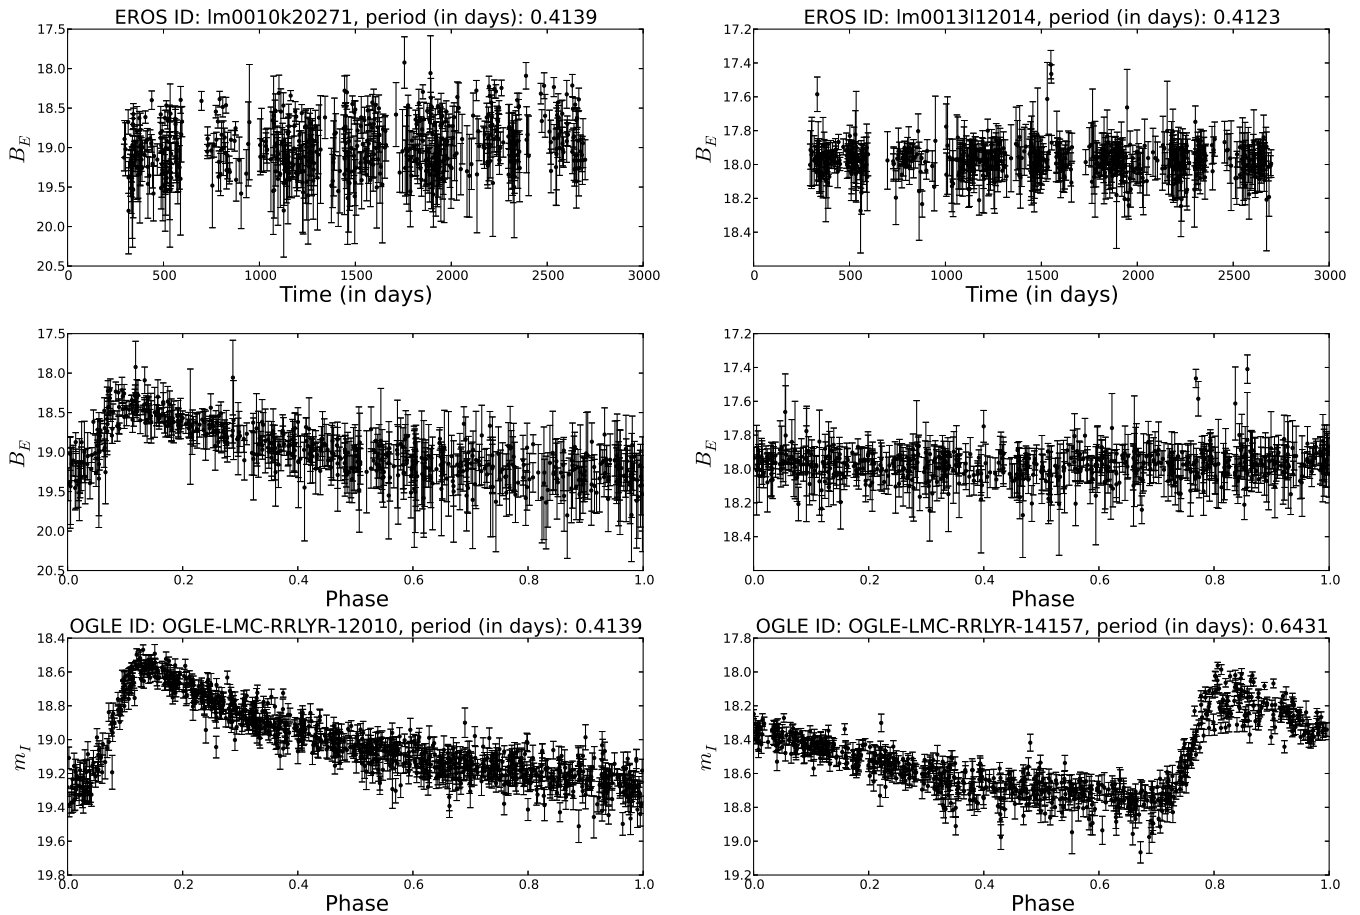 EROS ID: lm0010k20271, period (in days): 0.4139
17.5
18.0
18.5
19.0
19.5
20.0
20.5
B_E
0 500 1000 1500 2000 2500 3000
Time (in days)
EROS ID: lm0013l12014, period (in days): 0.4123
17.2
17.4
17.6
17.8
18.0
18.2
18.4
B_E
0 500 1000 1500 2000 2500 3000
Time (in days)
17.5
18.0
18.5
19.0
19.5
20.0
20.5
B_E
0.0 0.2 0.4 0.6 0.8 1.0
Phase
17.2
17.4
17.6
17.8
18.0
18.2
18.4
B_E
0.0 0.2 0.4 0.6 0.8 1.0
Phase
OGLE ID: OGLE-LMC-RRLYR-12010, period (in days): 0.4139
18.4
18.6
18.8
19.0
19.2
19.4
19.6
19.8
m_I
0.0 0.2 0.4 0.6 0.8 1.0
Phase
OGLE ID: OGLE-LMC-RRLYR-14157, period (in days): 0.6431
17.8
18.0
18.2
18.4
18.6
18.8
19.0
19.2
m_I
0.0 0.2 0.4 0.6 0.8 1.0
Phase